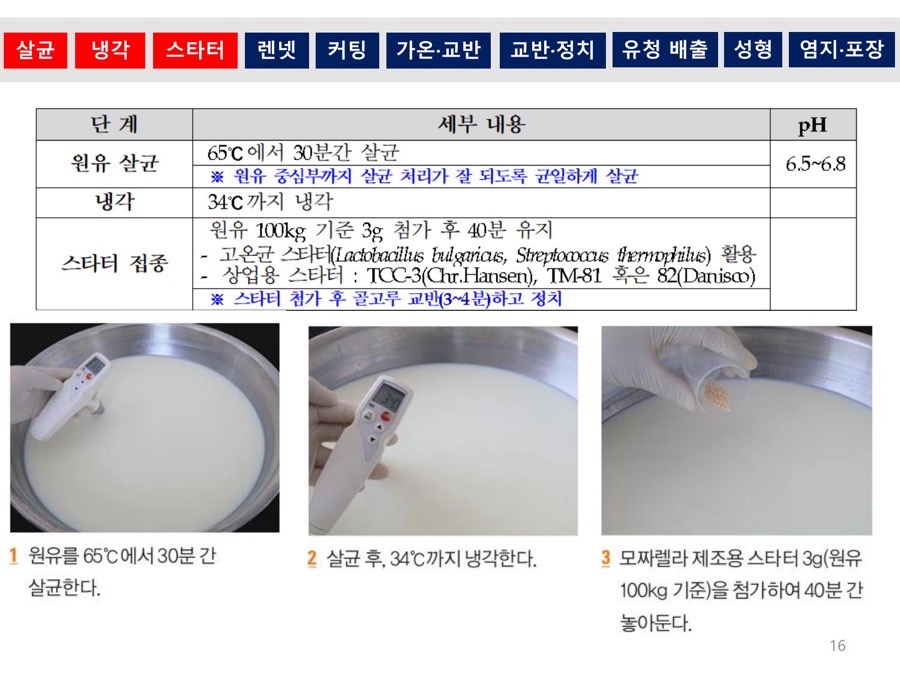 살균 냉각 스타터 렌넷 커팅 가온·교반 교반·정치 유청 배출 성형 염지·포장
단 계 세부 내용 pH
원유 살균 65℃에서 30분간 살균 6.5~6.8
※ 원유 중심부까지 살균 처리가 잘 되도록 균일하게 살균
냉각 34℃까지 냉각
스타터 접종 원유 100kg 기준 3g 첨가 후 40분 유지
- 고온균 스타터(Lactobacillus bulgaricus, Streptococcus thermophilus) 활용
- 상업용 스타터 : TCC-3(Chr.Hansen), TM-81 혹은 82(Danisco)
※ 스타터 첨가 후 골고루 교반(3~4분)하고 정치
1 원유를 65℃에서 30분 간
살균한다.
2 살균 후, 34℃까지 냉각한다.
3 모짜렐라 제조용 스타터 3g(원유
100kg 기준)을 첨가하여 40분 간
놓아둔다.
16